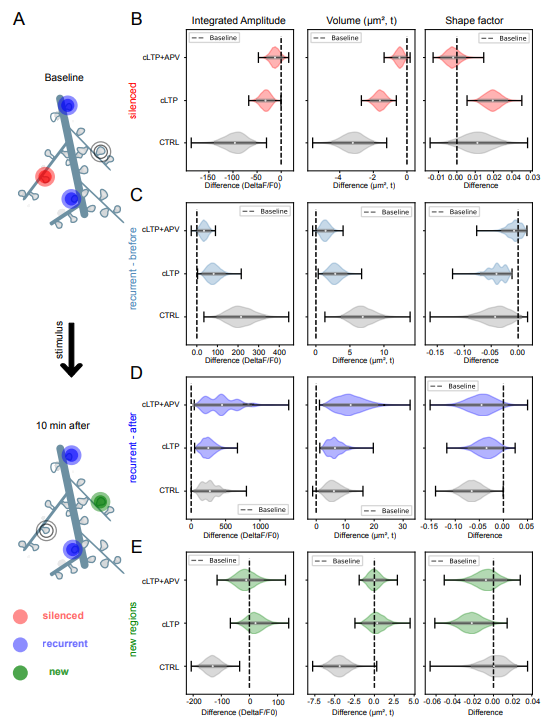 A
Baseline
stimulus
10 min after
silenced
recurrent
new
B
silenced
Integrated Amplitude
Volume (μm², t)
Shape factor
Baseline
Baseline
Baseline
cLTP+APV
cLTP
CTRL
-150 -100 -50 0
-4 -2 0
-0.01 0.00 0.01 0.02 0.04 0.03
Difference (DeltaF/F0)
Difference (μm², t)
Difference
C
recurrent - brefore
Baseline
Baseline
Baseline
cLTP+APV
cLTP
CTRL
0.0 200 400
0 5 10
-0.15 -0.10 -0.05 0.00
Difference (DeltaF/F0)
Difference (μm², t)
Difference
D
recurrent - after
Baseline
Baseline
Baseline
cLTP+APV
cLTP
CTRL
0 500 1000
0 10 20 30
-0.15 -0.10 -0.05 0.00 0.05
Difference (DeltaF/F0)
Difference (μm², t)
Difference
E
new regions
Baseline
Baseline
Baseline
cLTP+APV
cLTP
CTRL
-200 -100 0 100
-7.5 -5.0 -2.5 0.0 2.5 5.0
-0.06 -0.04 -0.02 0.00 0.02 0.04
Difference (DeltaF/F0)
Difference (μm², t)
Difference